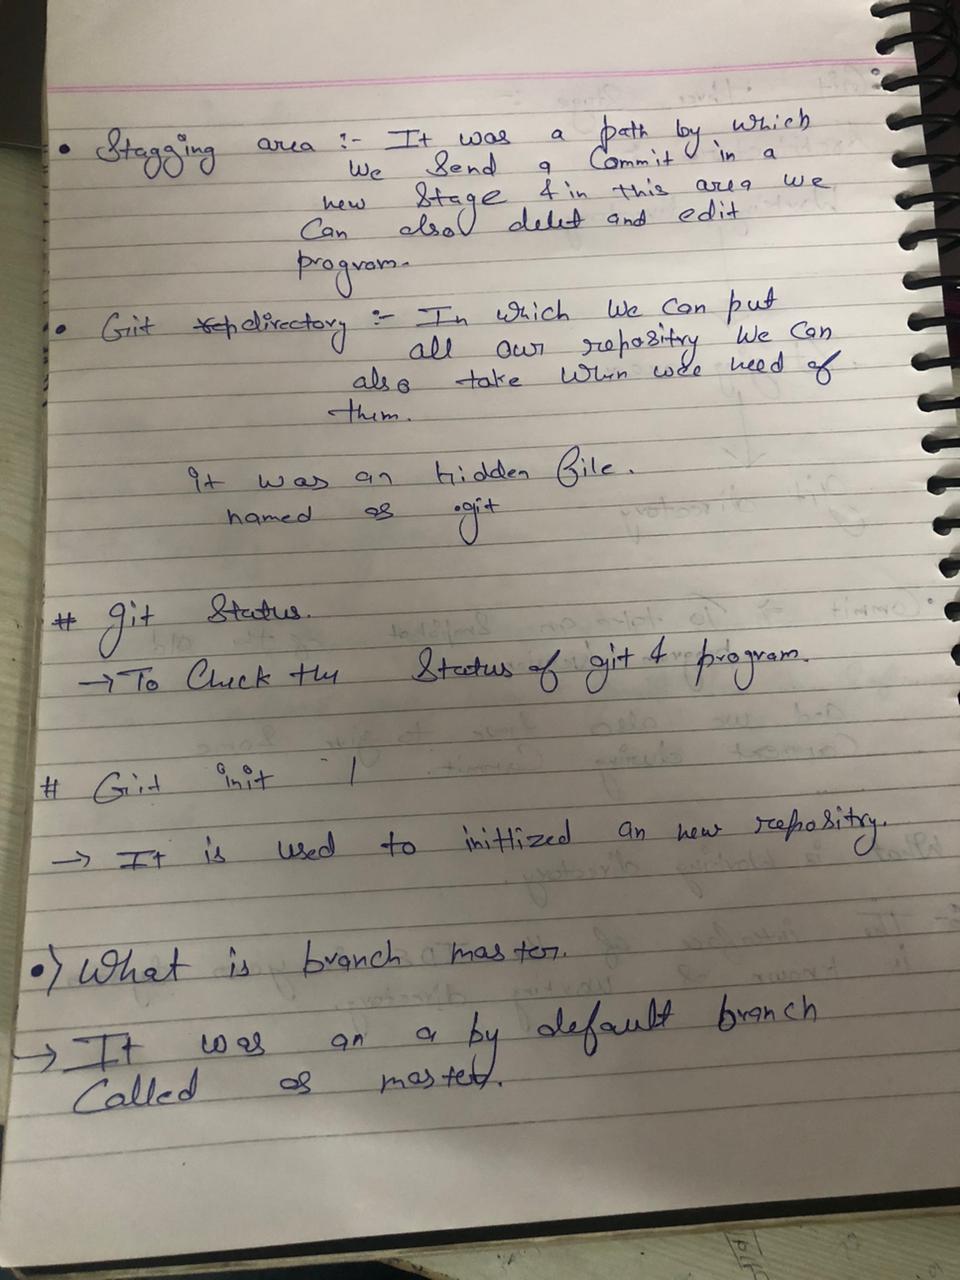 • Stagging area :- It was a path by which
we send a Commit in a
new Stage & in this area we
Can also delet and edit
program.
• Git directory :- In which we can put
all our repositry we can
also take when we need of
them.
it was an hidden file.
named as .git
# git Status.
→ To Check the Status of git & program.
# Git init
→ It is used to initlized an new repositry.
•) What is branch master.
→ It was an a by default branch
Called as master.